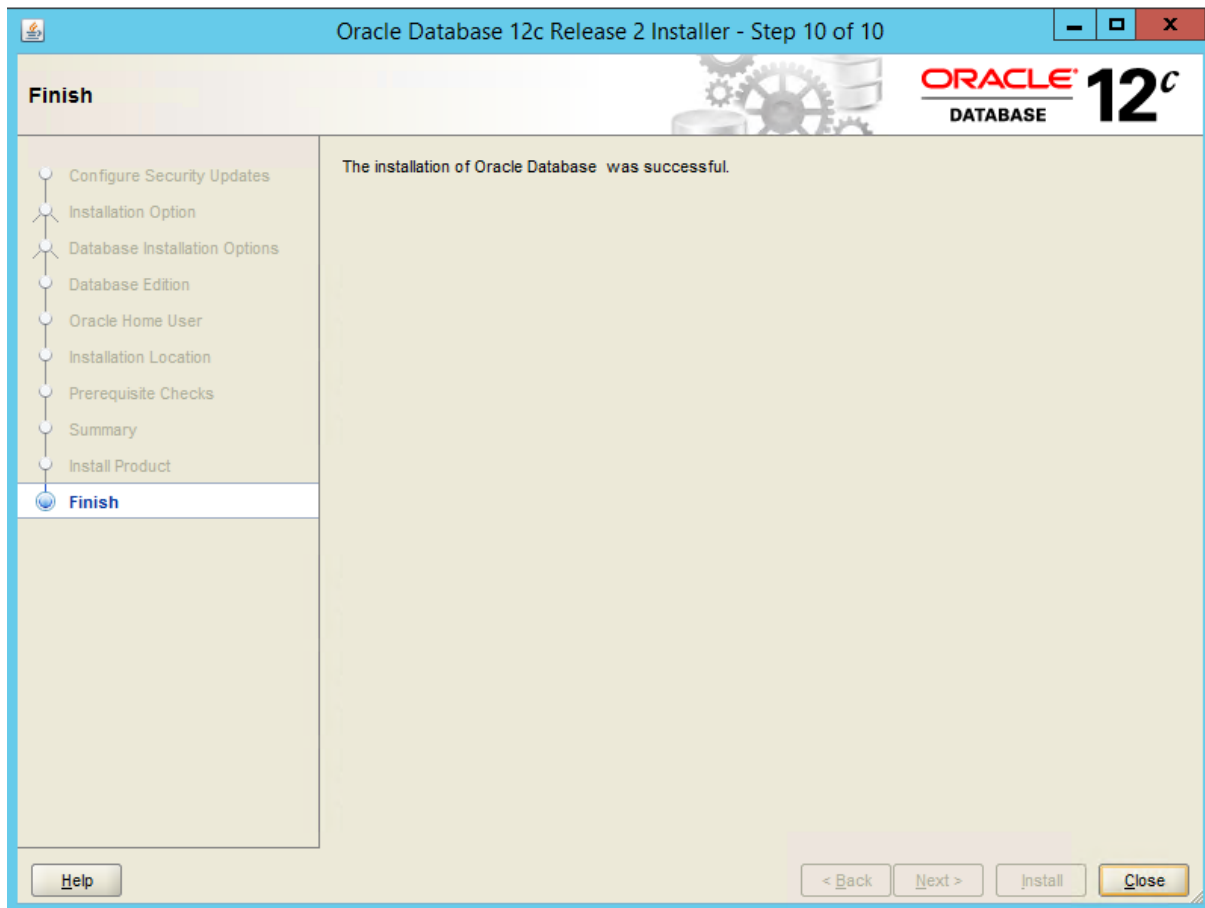 Oracle Database 12c Release 2 Installer - Step 10 of 10
Finish
ORACLE DATABASE 12c
Configure Security Updates
Installation Option
Database Installation Options
Database Edition
Oracle Home User
Installation Location
Prerequisite Checks
Summary
Install Product
Finish
The installation of Oracle Database  was successful.
Help
< Back
Next >
Install
Close